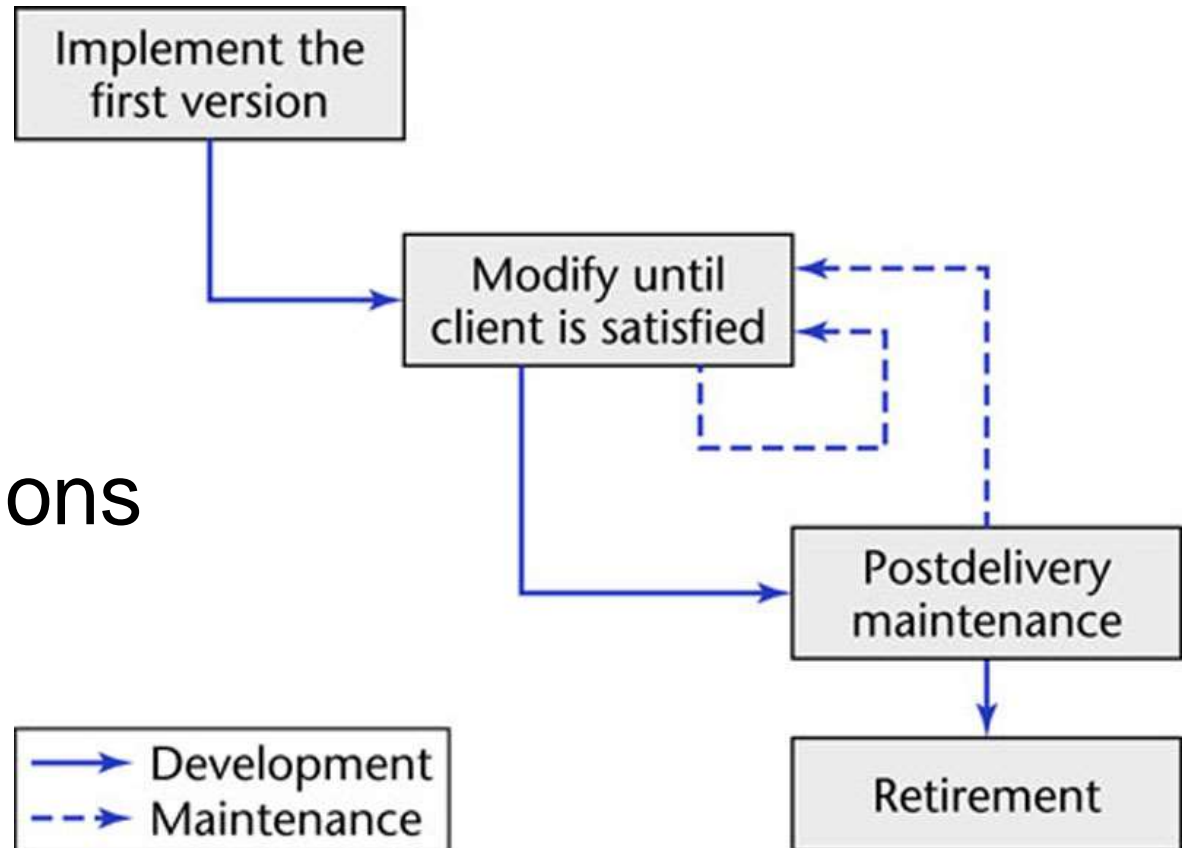 Implement the
first version
Modify until
client is satisfied
ons
Postdelivery
maintenance
Development
Maintenance
Retirement